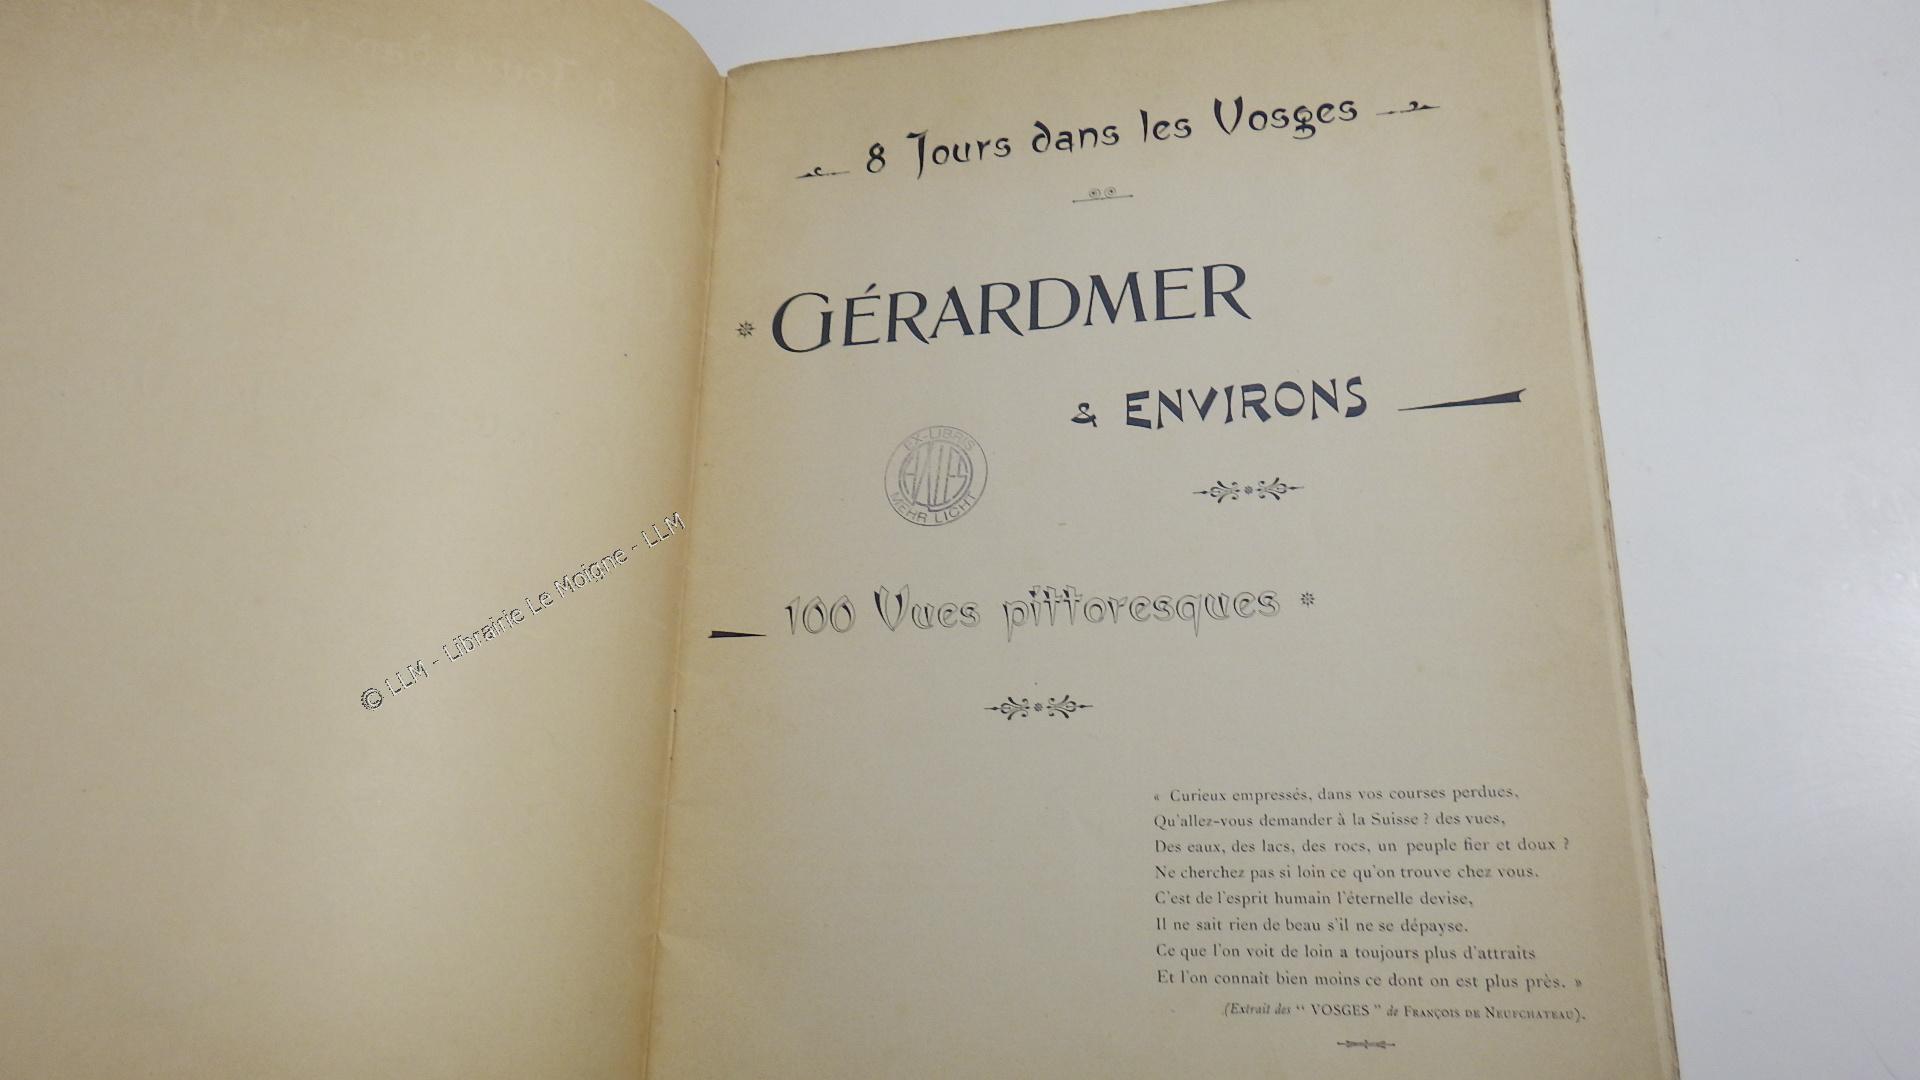 8 Jours dans les Vosges
GÉRARDMER
& ENVIRONS
EX-LIBRIS
MEHR LICHT
100 Vues pittoresques
« Curieux empressés, dans vos courses perdues,
Qu'allez-vous demander à la Suisse ? des vues,
Des eaux, des lacs, des rocs, un peuple fier et doux ?
Ne cherchez pas si loin ce qu'on trouve chez vous.
C'est de l'esprit humain l'éternelle devise,
Il ne sait rien de beau s'il ne se dépayse.
Ce que l'on voit de loin a toujours plus d'attraits
Et l'on connaît bien moins ce dont on est plus près. »
(Extrait des “ VOSGES ” de FRANÇOIS DE NEUFCHATEAU).
© LLM - Librairie Le Moigne - LLM